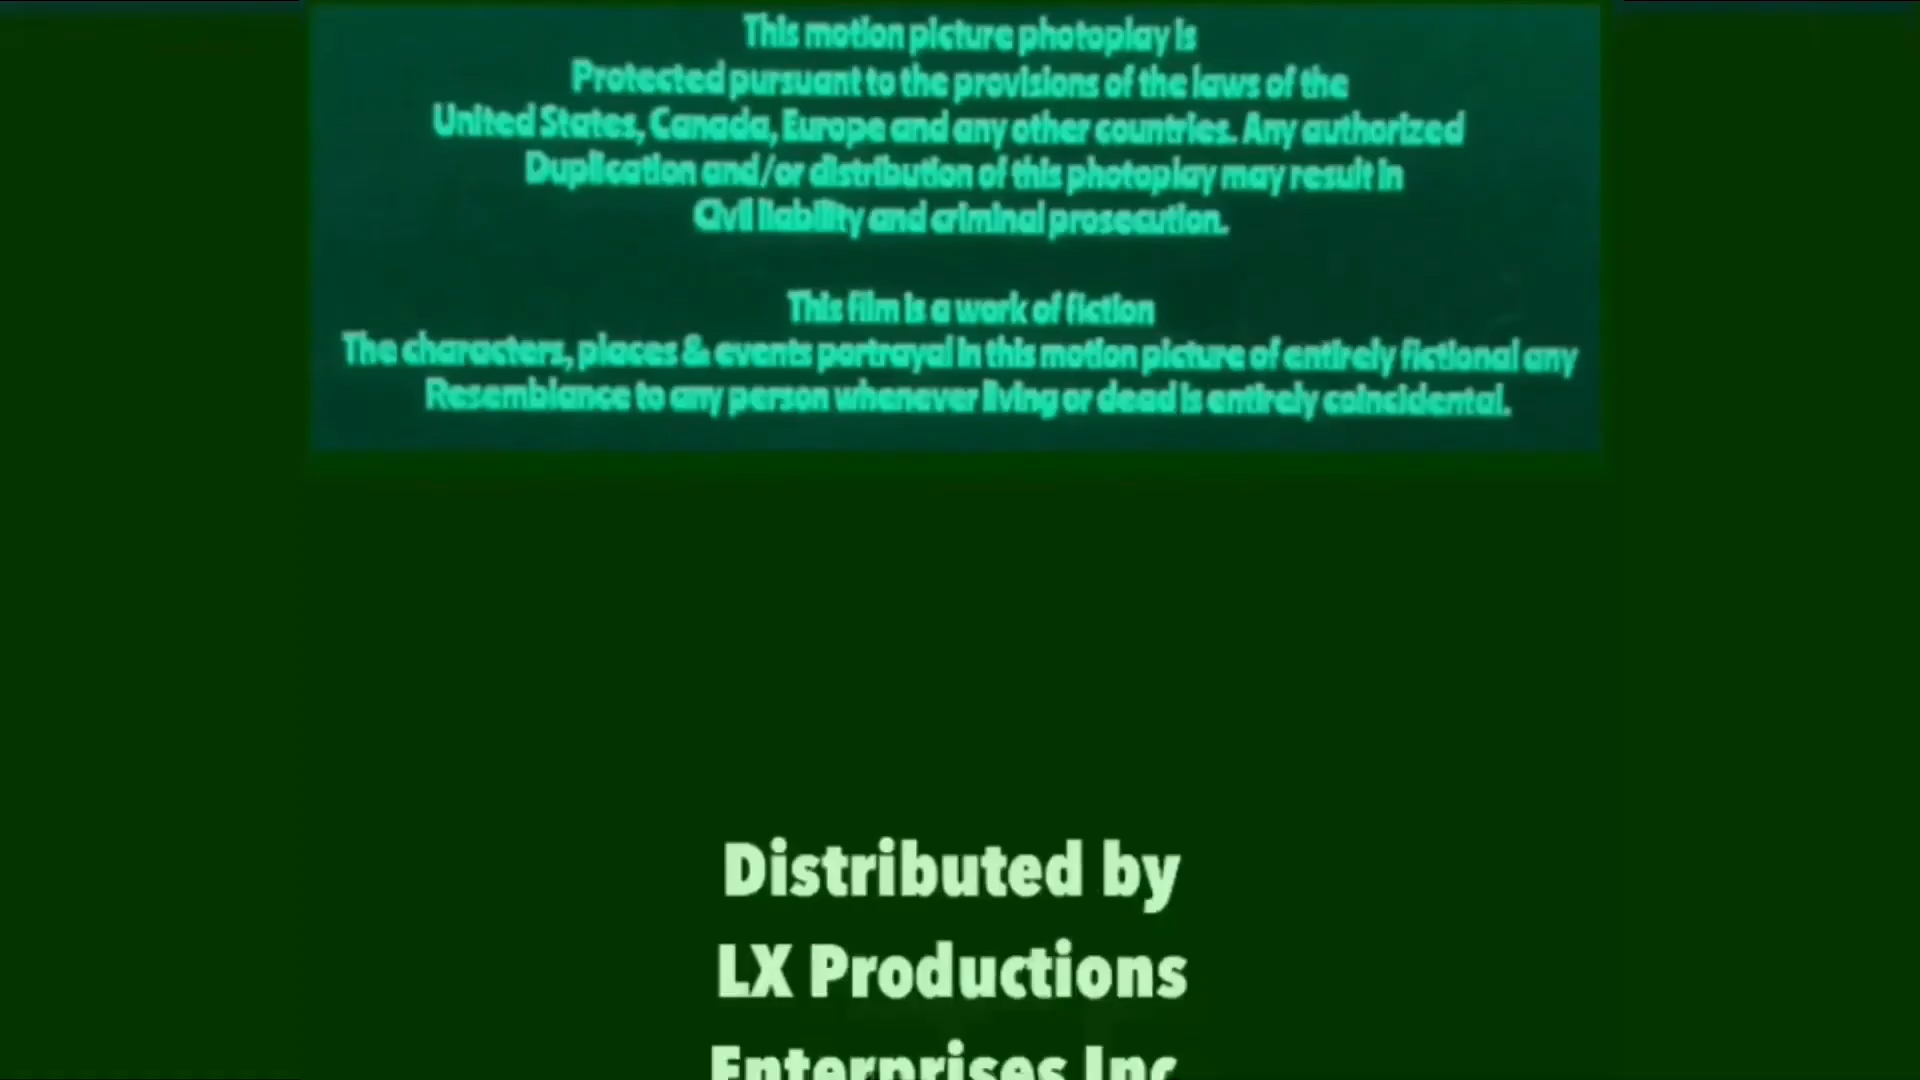 This motion picture photoplay is
Protected pursuant to the provisions of the laws of the
United States, Canada, Europe and any other countries. Any authorized
Duplication and/or distribution of this photoplay may result in
Civil liability and criminal prosecution.
This film is a work of fiction
The characters, places & events portrayal in this motion picture of entirely fictional any
Resemblance to any person whenever living or dead is entirely coincidental.
Distributed by
LX Productions
Enterprises Inc